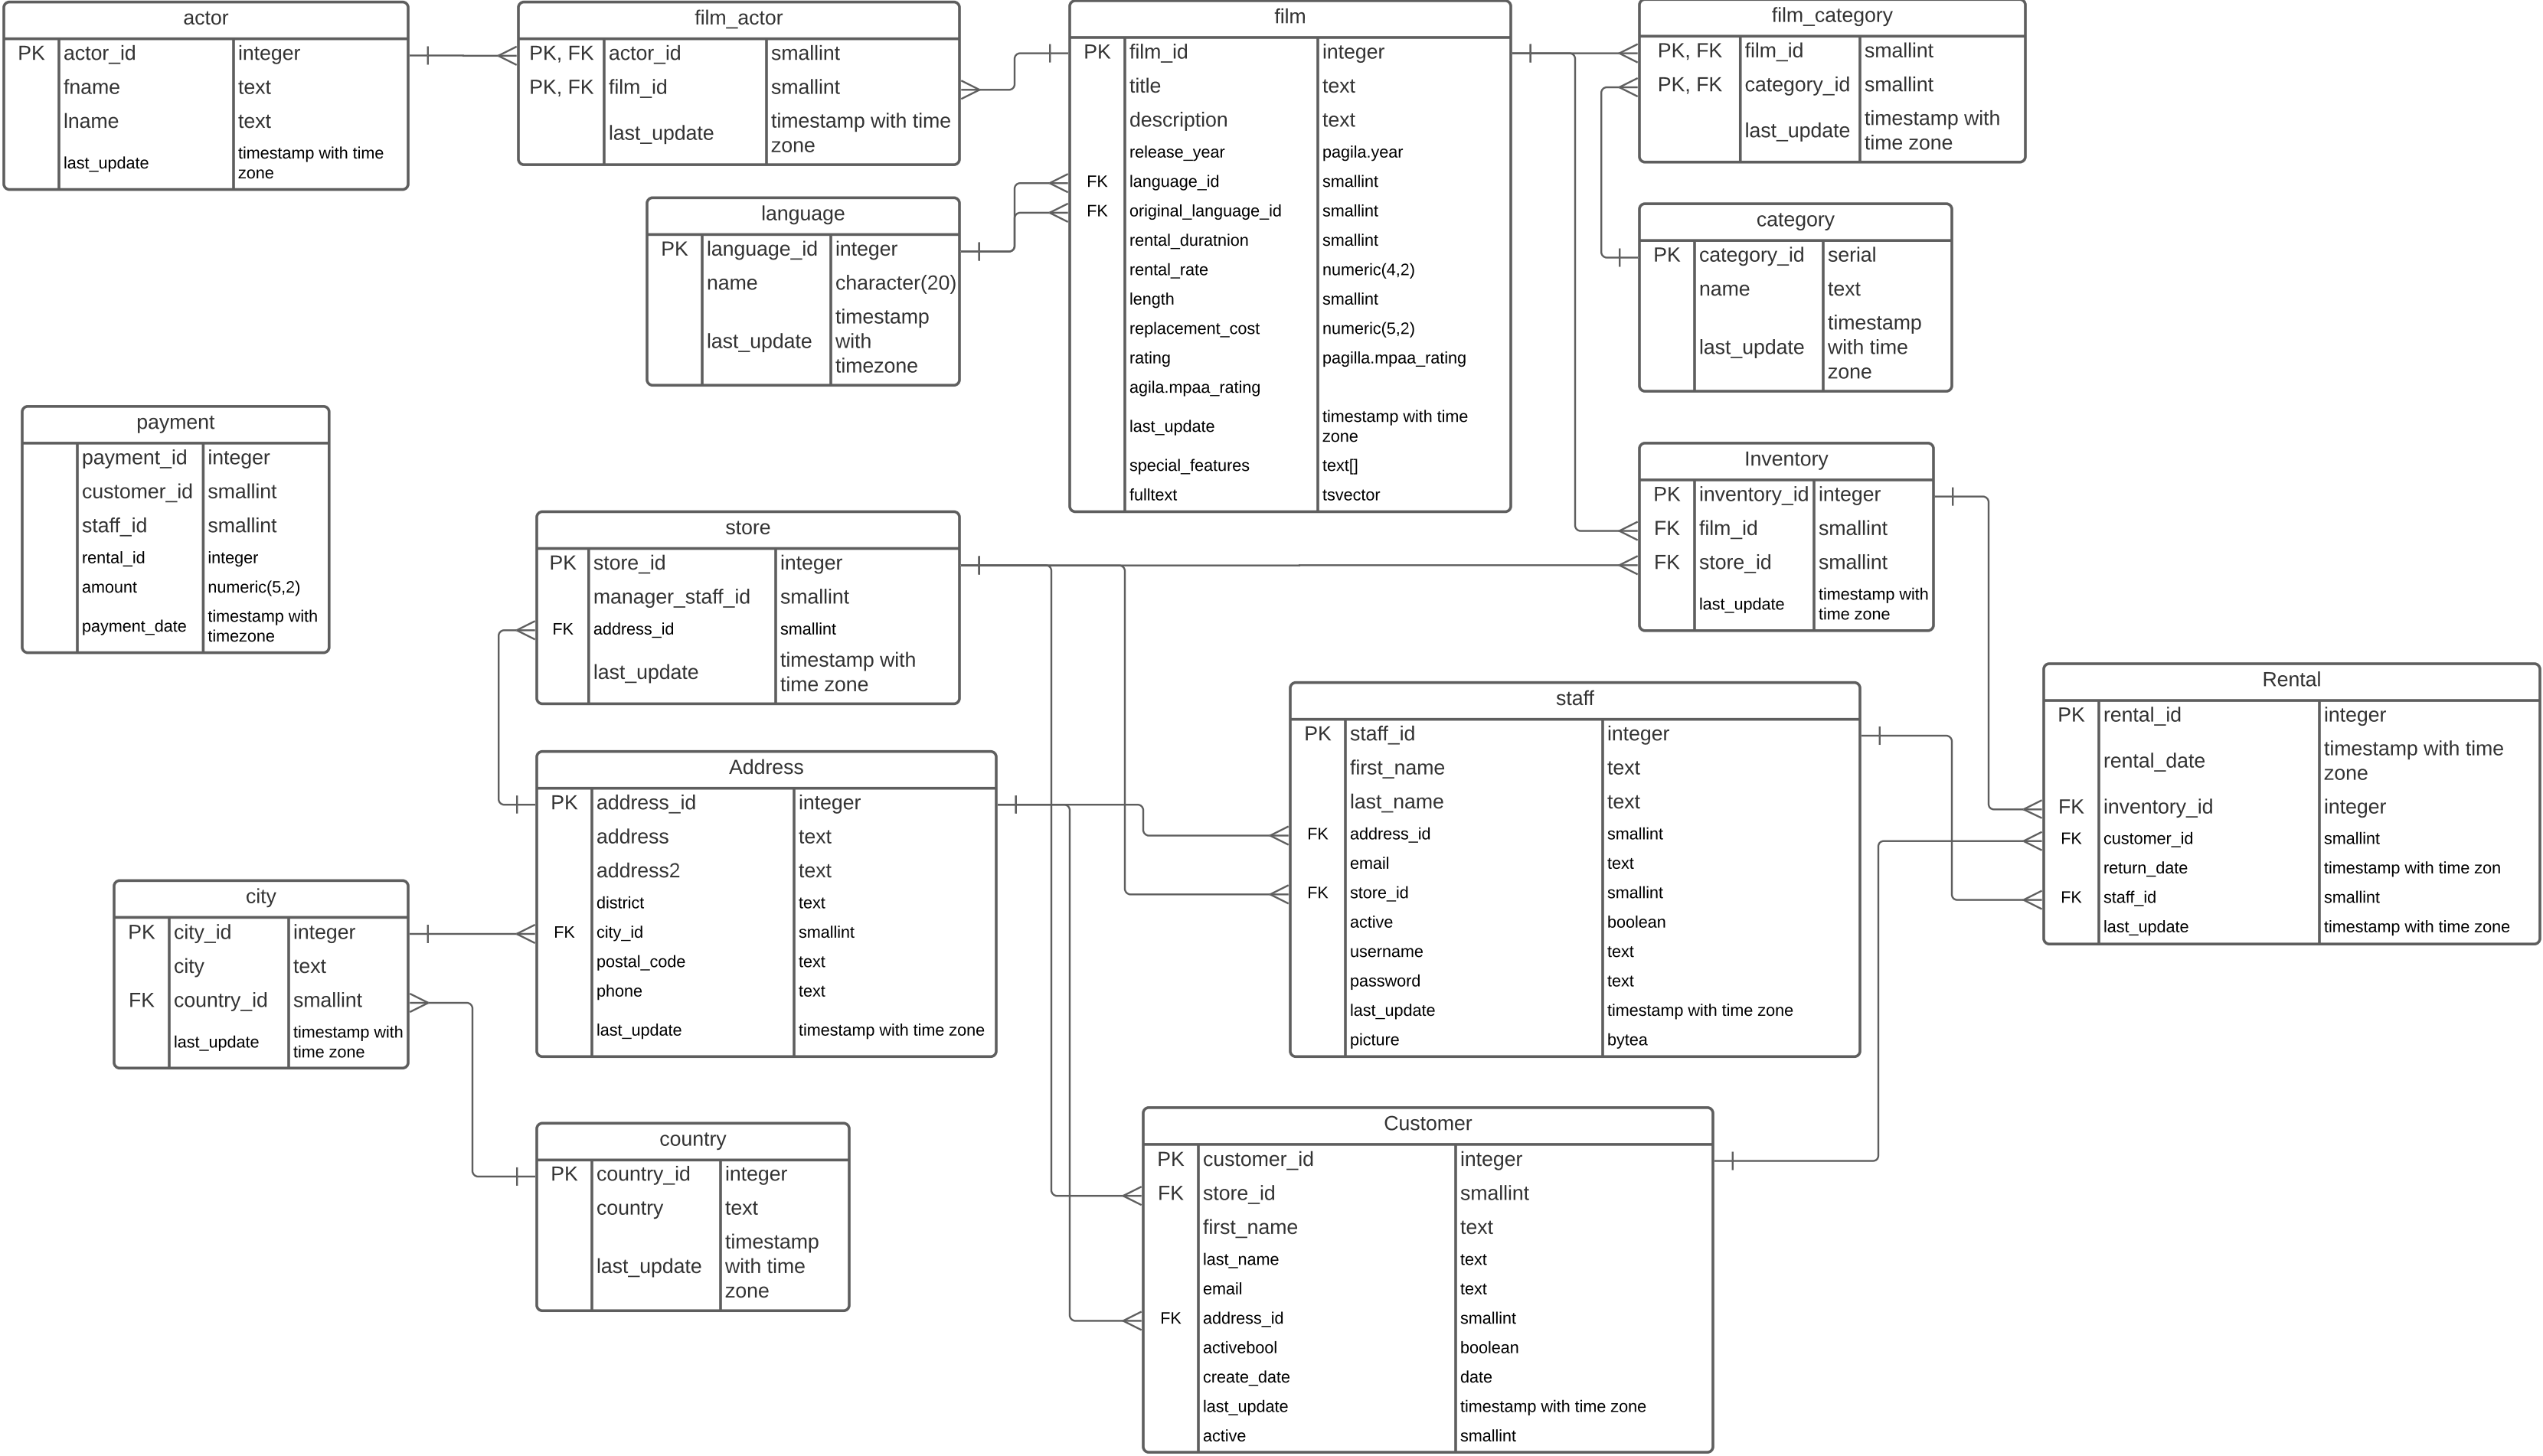 actor
PK actor_id integer
fname text
lname text
last_update timestamp with time
zone
film_actor
PK, FK actor_id smallint
PK, FK film_id smallint
last_update timestamp with time
zone
film
PK film_id integer
title text
description text
release_year pagila.year
FK language_id smallint
FK original_language_id smallint
rental_duratnion smallint
rental_rate numeric(4,2)
length smallint
replacement_cost numeric(5,2)
rating pagilla.mpaa_rating
agila.mpaa_rating
last_update timestamp with time
zone
special_features text[]
fulltext tsvector
film_category
PK, FK film_id smallint
PK, FK category_id smallint
last_update timestamp with
time zone
language
PK language_id integer
name character(20)
last_update timestamp
with
timezone
category
PK category_id serial
name text
last_update timestamp
with time
zone
payment
payment_id integer
customer_id smallint
staff_id smallint
rental_id integer
amount numeric(5,2)
payment_date timestamp with
timezone
Inventory
PK inventory_id integer
FK film_id smallint
FK store_id smallint
last_update timestamp with
time zone
store
PK store_id integer
manager_staff_id smallint
FK address_id smallint
last_update timestamp with
time zone
staff
PK staff_id integer
first_name text
last_name text
FK address_id smallint
email text
FK store_id smallint
active boolean
username text
password text
last_update timestamp with time zone
picture bytea
Rental
PK rental_id integer
rental_date timestamp with time
zone
FK inventory_id integer
FK customer_id smallint
return_date timestamp with time zon
FK staff_id smallint
last_update timestamp with time zone
Address
PK address_id integer
address text
address2 text
district text
FK city_id smallint
postal_code text
phone text
last_update timestamp with time zone
city
PK city_id integer
city text
FK country_id smallint
last_update timestamp with
time zone
country
PK country_id integer
country text
last_update timestamp
with time
zone
Customer
PK customer_id integer
FK store_id smallint
first_name text
last_name text
email text
FK address_id smallint
activebool boolean
create_date date
last_update timestamp with time zone
active smallint